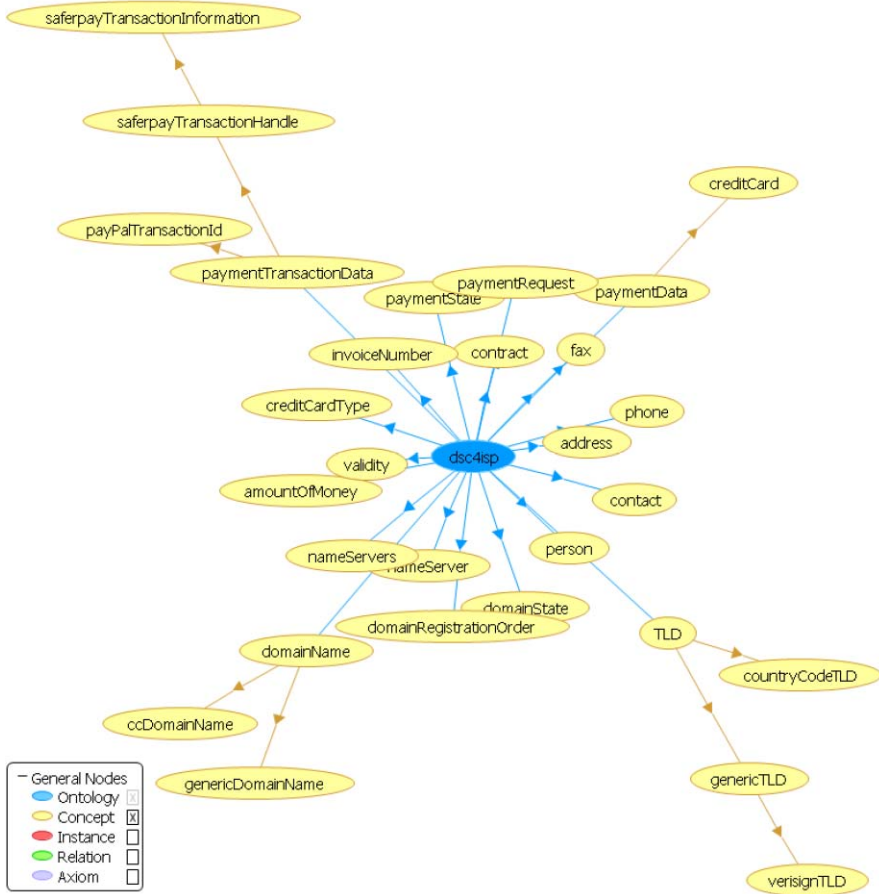 saferpayTransactionInformation
saferpayTransactionHandle
creditCard
payPalTransactionId
paymentTransactionData
paymentRequest
paymentState
paymentData
invoiceNumber
contract
fax
creditCardType
phone
address
dsc4isp
validity
amountOfMoney
contact
person
nameServers
nameServer
domainState
domainRegistrationOrder
TLD
domainName
countryCodeTLD
ccDomainName
genericDomainName
genericTLD
verisignTLD
General Nodes
Ontology
Concept
Instance
Relation
Axiom